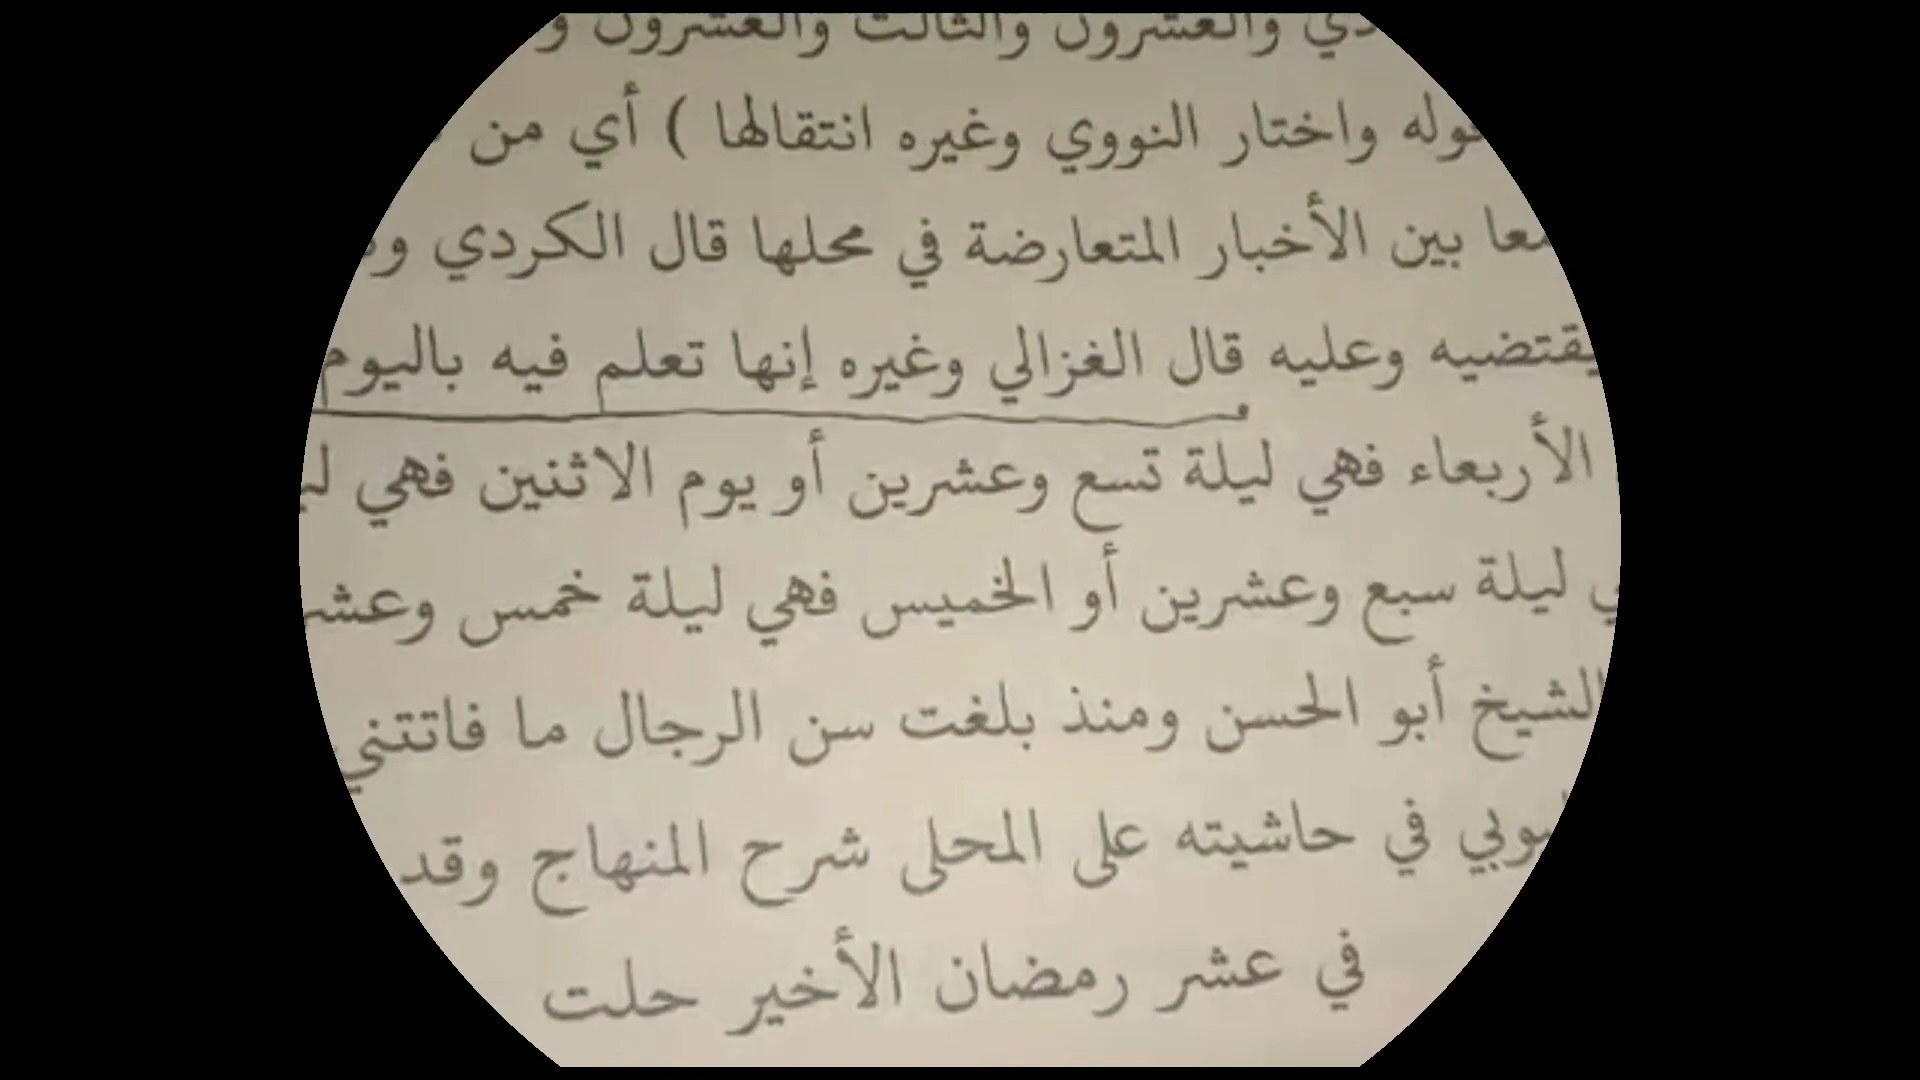 والعشرون والثالث والعشرون و
واختار النووي وغيره انتقالها ) أي من
بين الأخبار المتعارضة في محلها قال الكردي
يقتضيه وعليه قال الغزالي وغيره إنها تعلم فيه باليوم
الأربعاء فهي ليلة تسع وعشرين أو يوم الاثنين فهي
ليلة سبع وعشرين أو الخميس فهي ليلة خمس
الشيخ أبو الحسن ومنذ بلغت سن الرجال ما فاتتني
في حاشيته على المحلى شرح المنهاج وقد
في عشر رمضان الأخير حلت